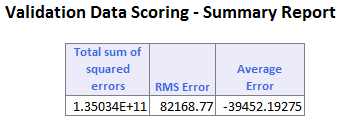 Validation Data Scoring - Summary Report
Total sum of
squared
errors
RMS Error
Average
Error
1.35034E+11
82168.77
-39452.19275